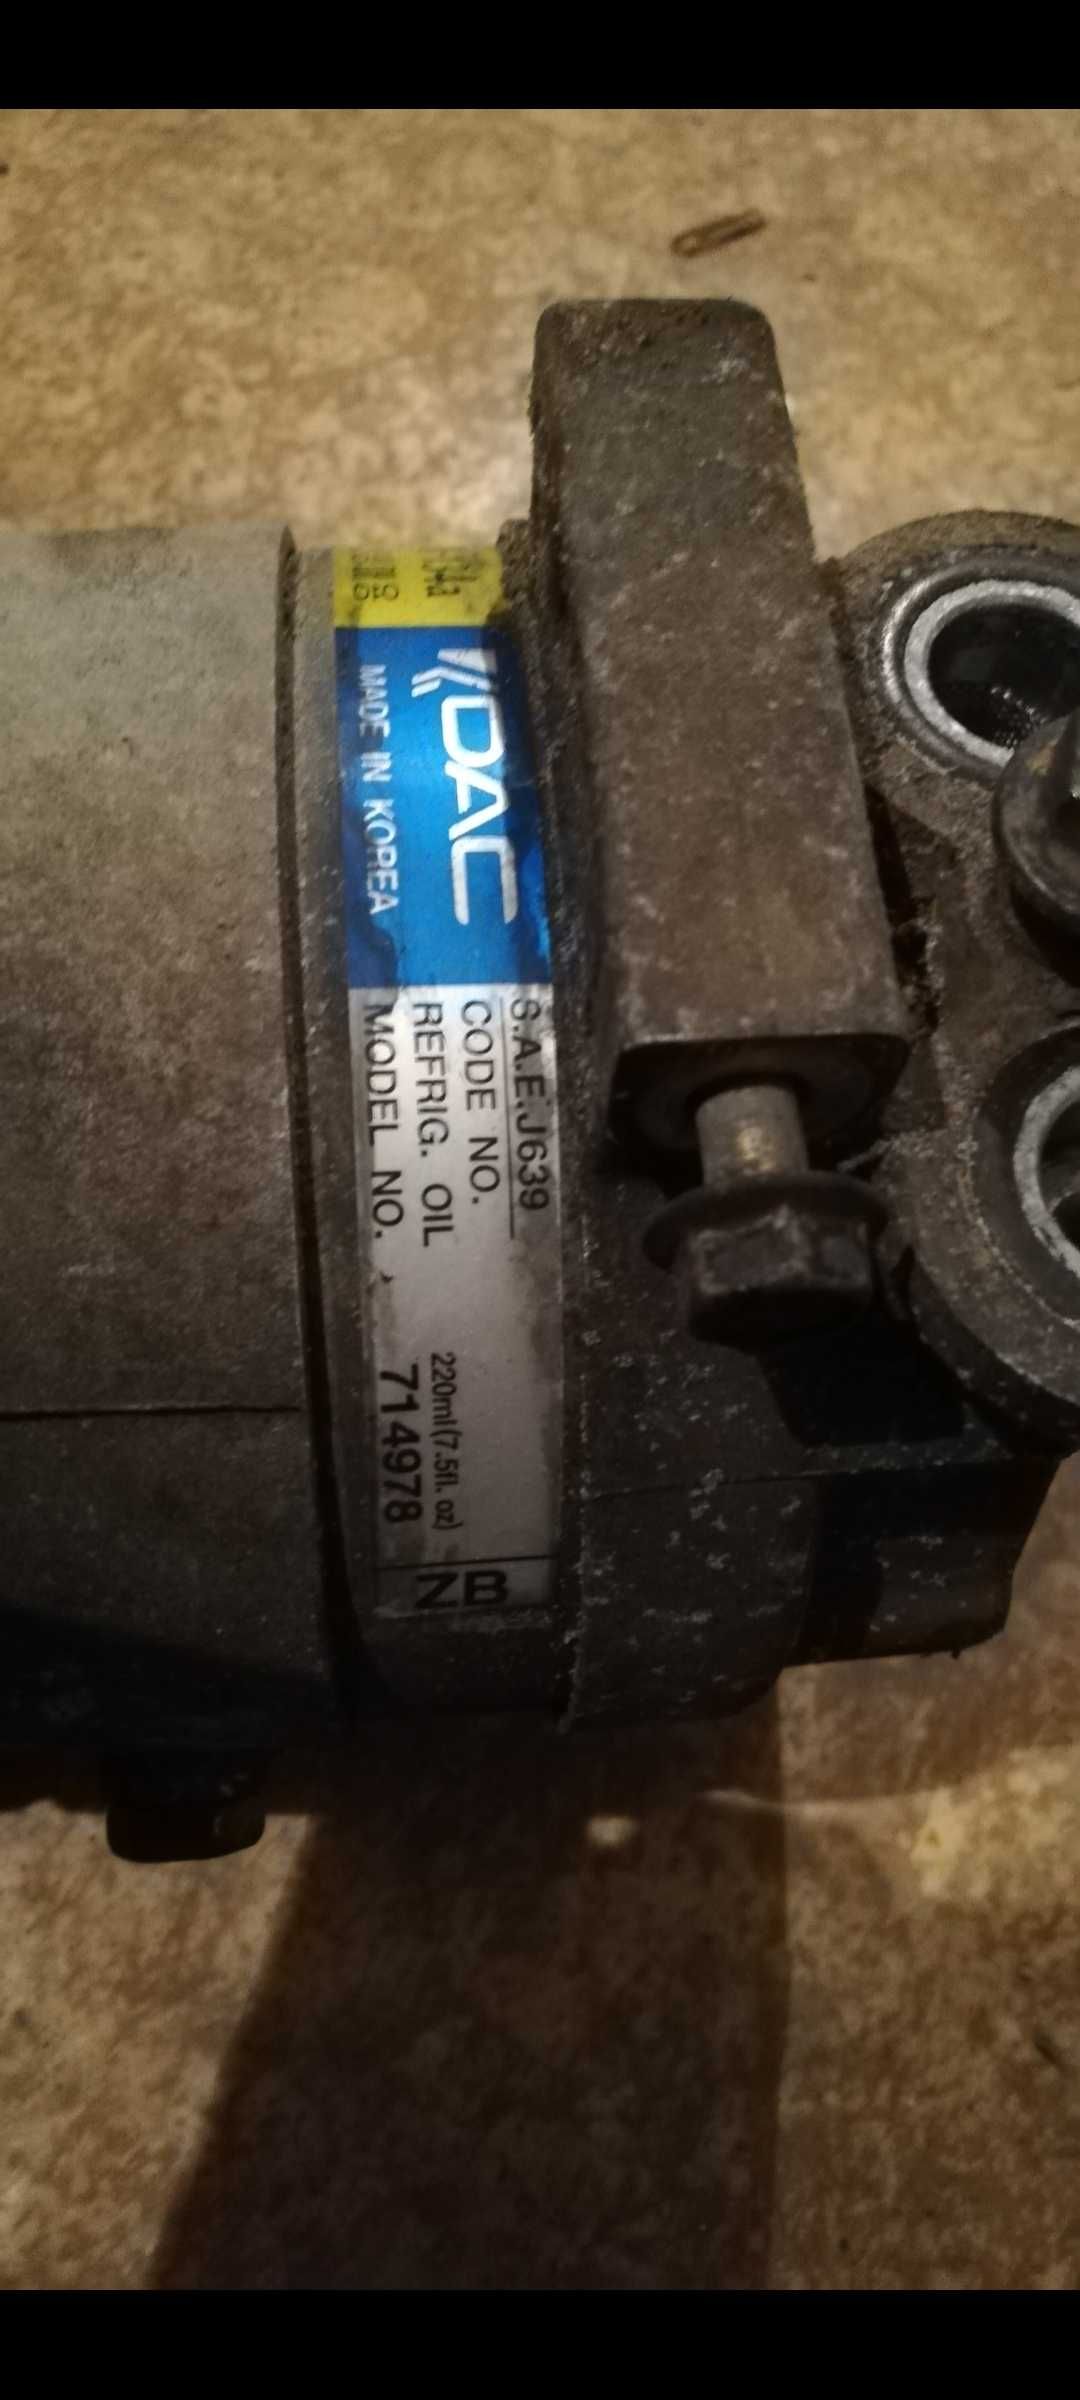 DAC
MADE IN KOREA
S.A.E.J639
CODE NO.
REFRIG. OIL 220ml(7.5fl. oz)
MODEL NO. 714978
ZB